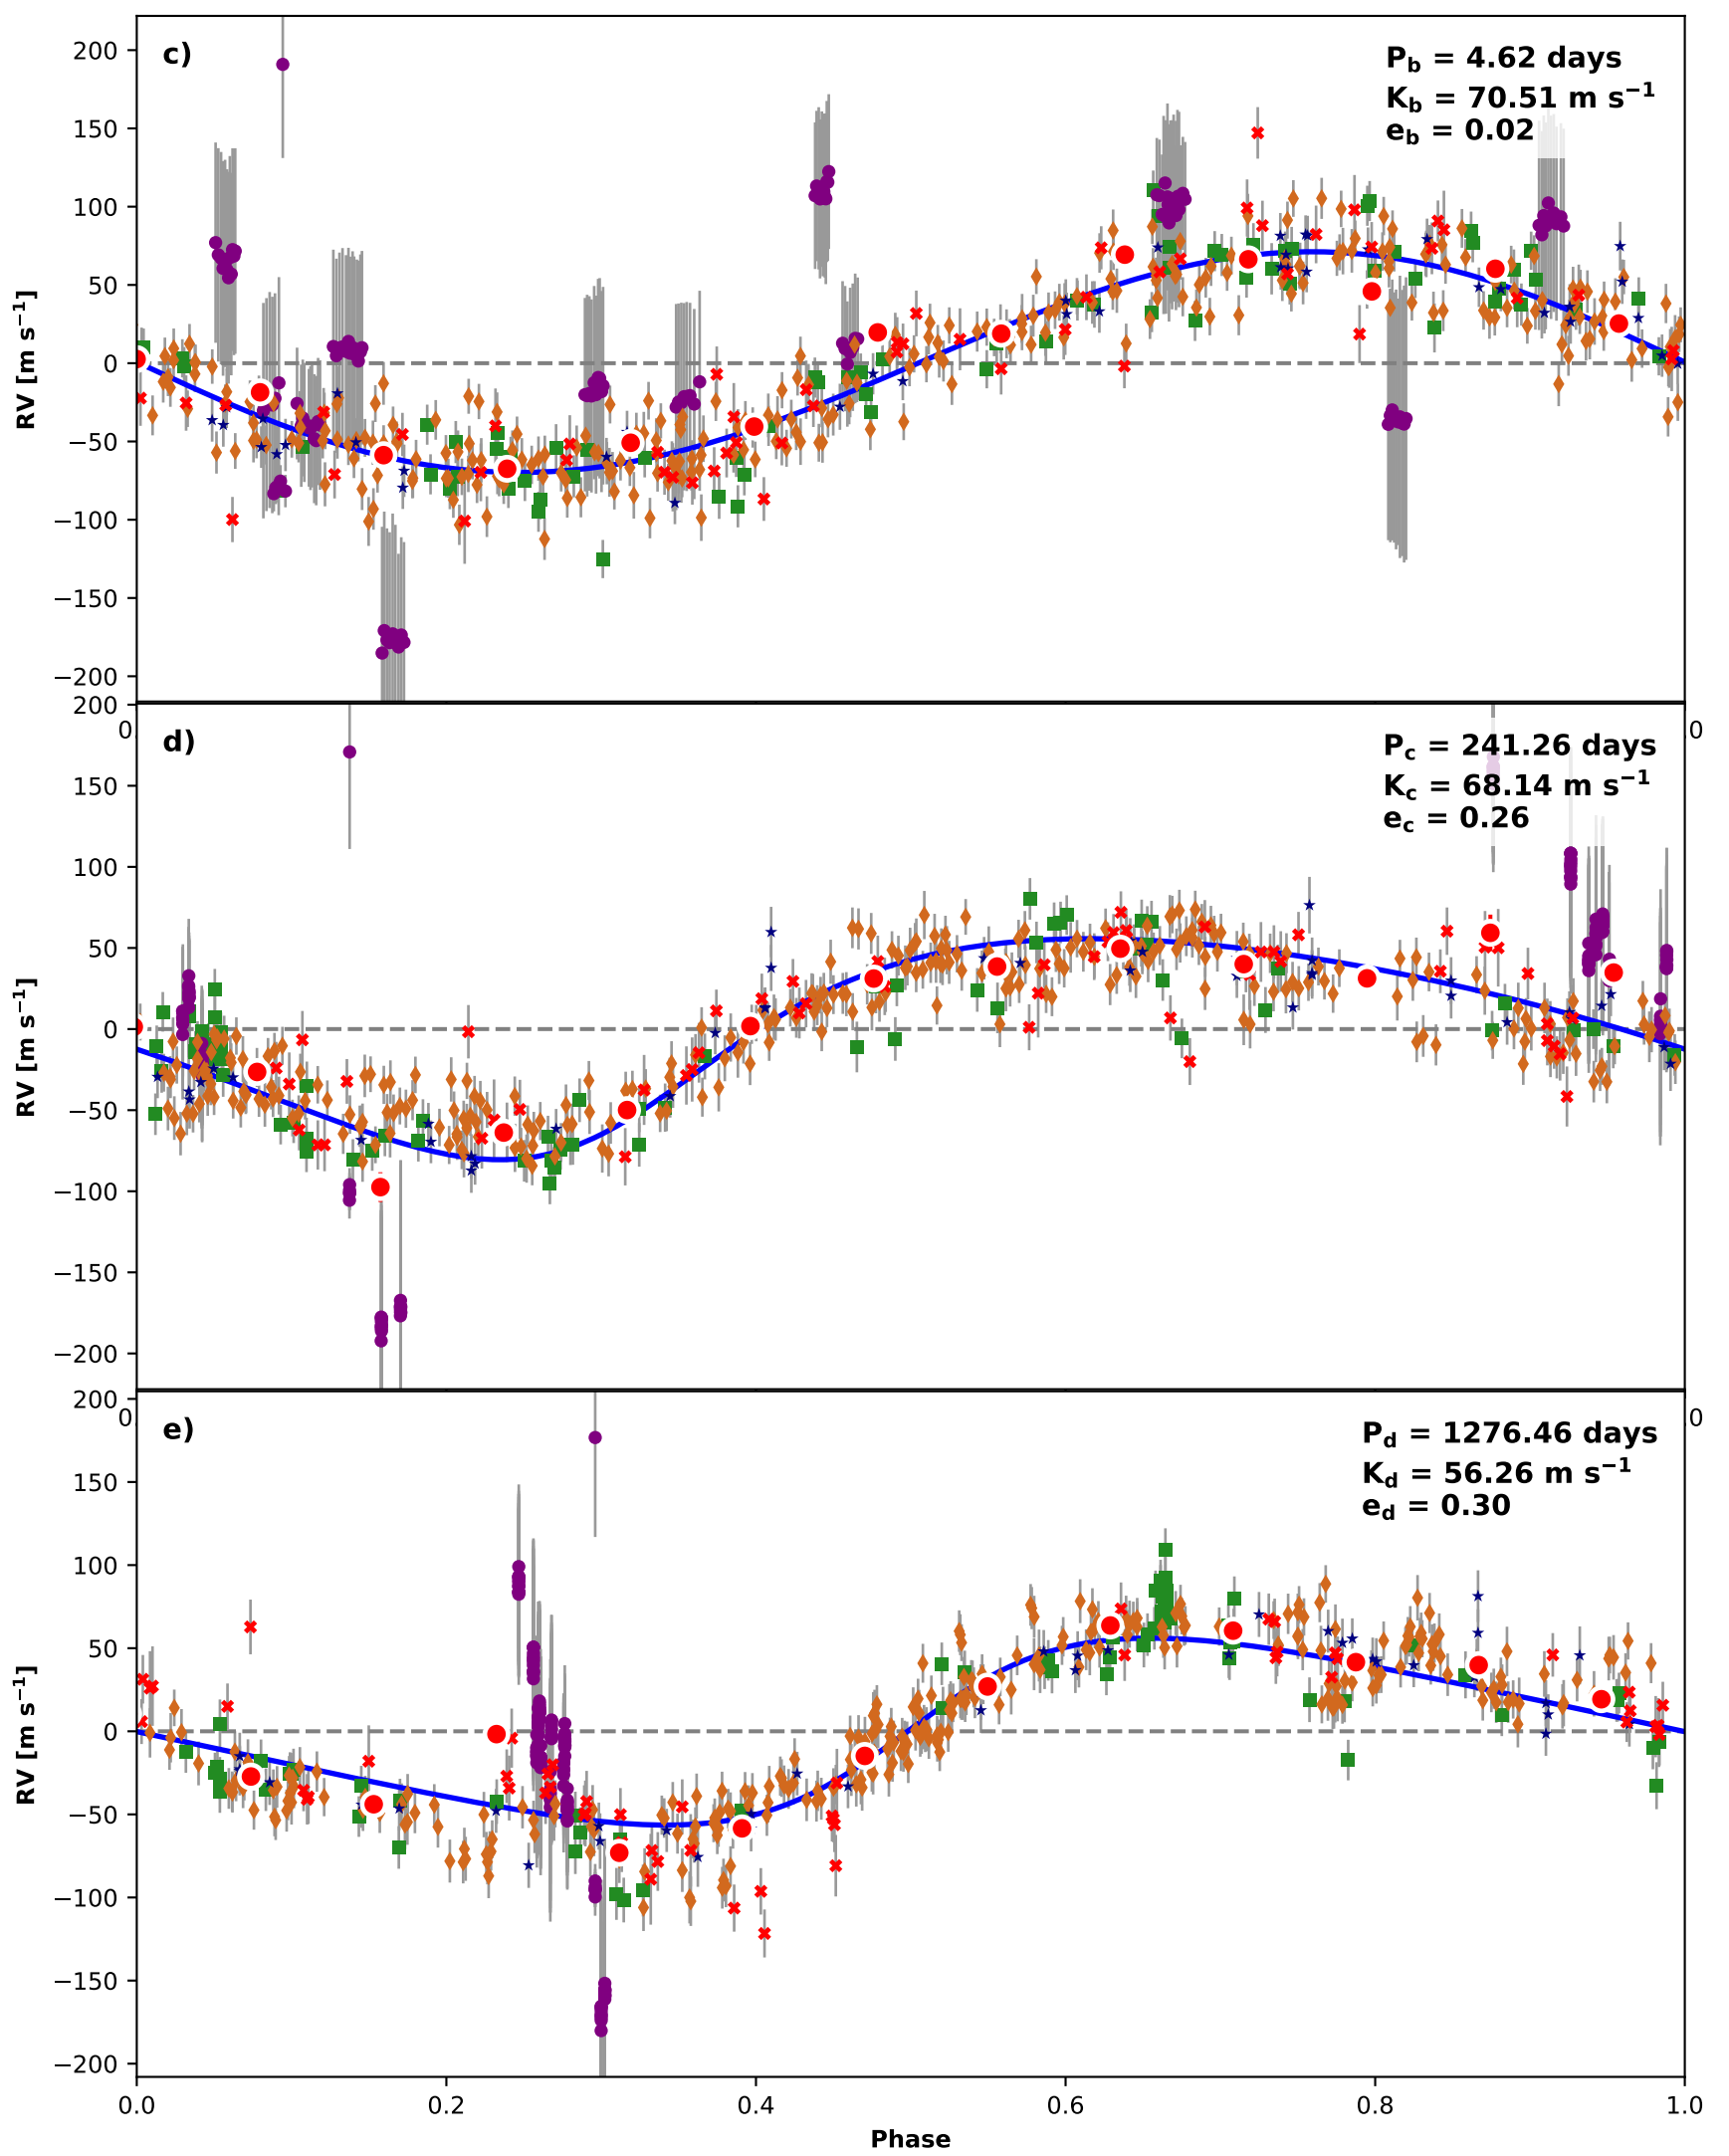 c)
P_b = 4.62 days
K_b = 70.51 m s⁻¹
e_b = 0.02
RV [m s⁻¹]
200
150
100
50
0
−50
−100
−150
−200
d)
P_c = 241.26 days
K_c = 68.14 m s⁻¹
e_c = 0.26
RV [m s⁻¹]
200
0 .0
150
100
50
0
−50
−100
−150
−200
e)
P_d = 1276.46 days
K_d = 56.26 m s⁻¹
e_d = 0.30
RV [m s⁻¹]
200
0 .0
150
100
50
0
−50
−100
−150
−200
0.0 0.2 0.4 0.6 0.8 1.0
Phase